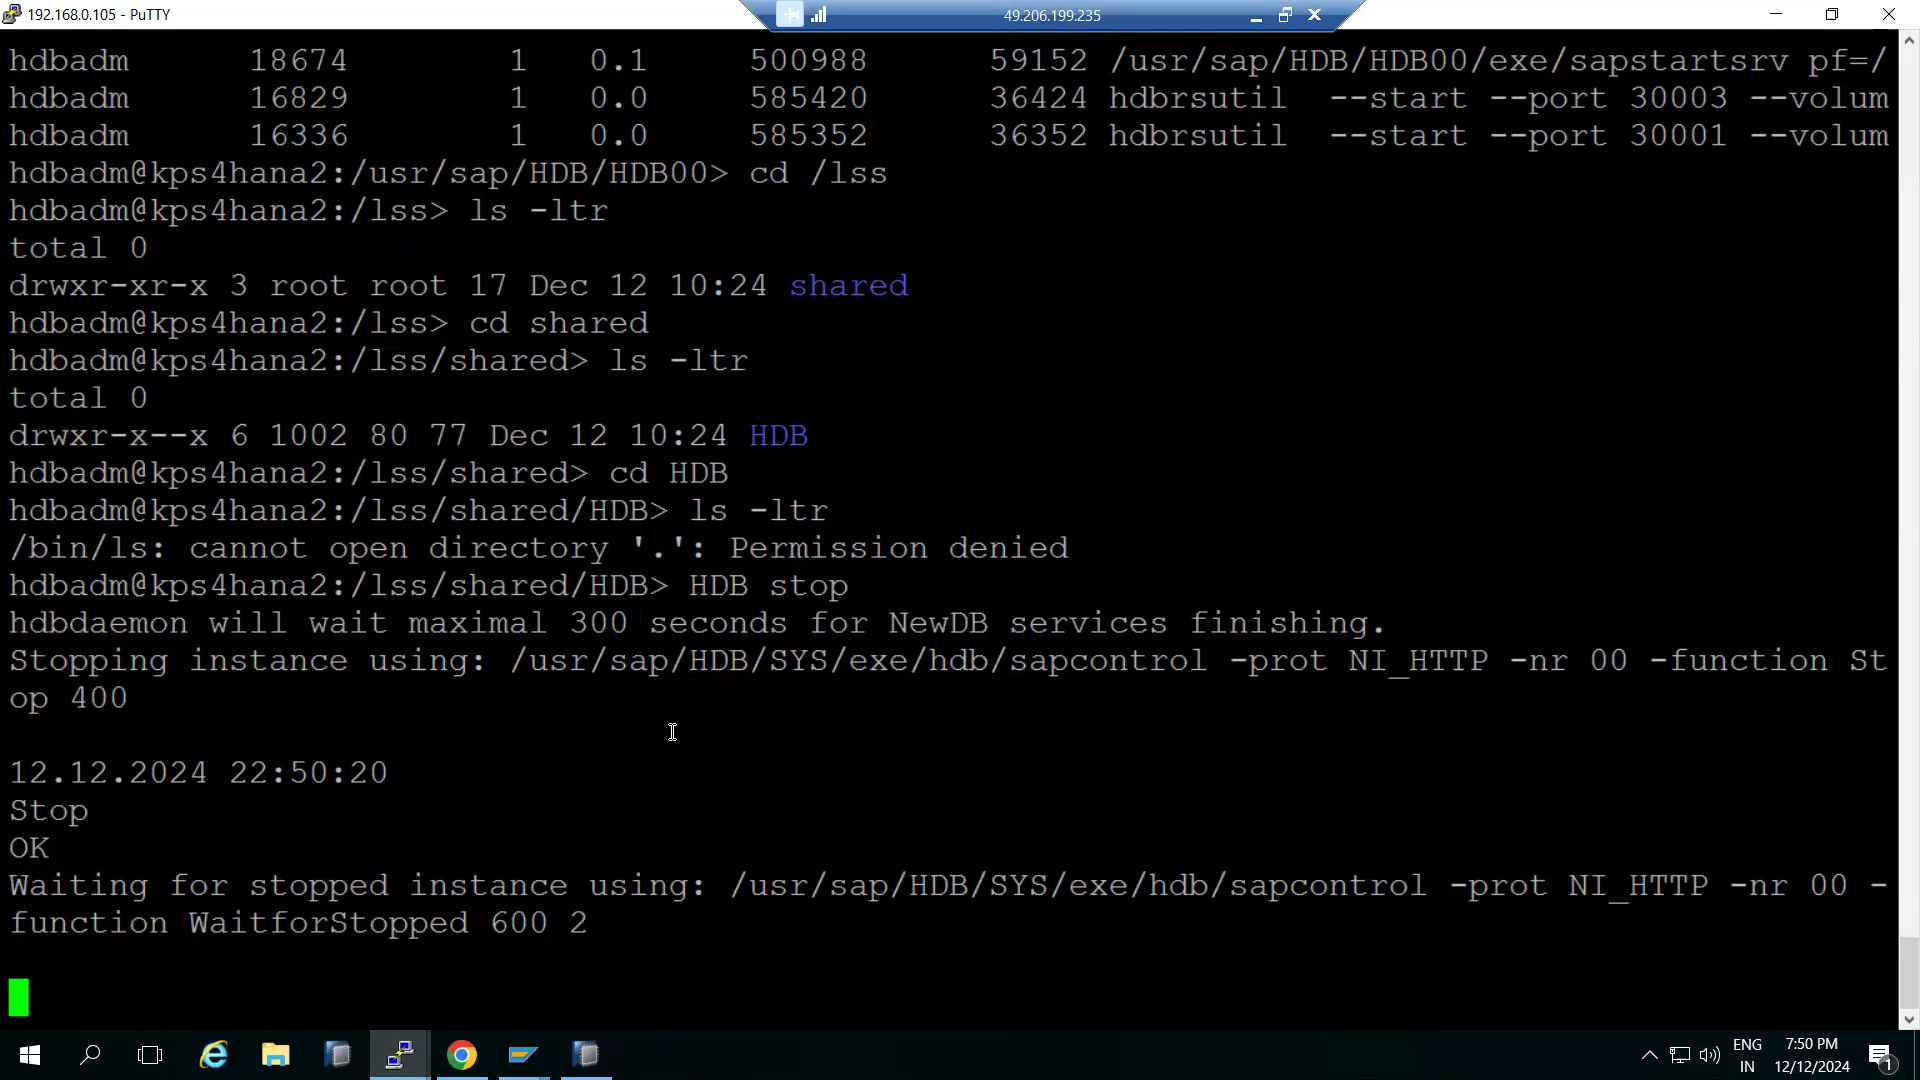 192.168.0.105 - PuTTY
49.206.199.235
hdbadm 18674 1 0.1 500988 59152 /usr/sap/HDB/HDB00/exe/sapstartsrv pf=/
hdbadm 16829 1 0.0 585420 36424 hdbrsutil --start --port 30003 --volum
hdbadm 16336 1 0.0 585352 36352 hdbrsutil --start --port 30001 --volum
hdbadm@kps4hana2:/usr/sap/HDB/HDB00> cd /lss
hdbadm@kps4hana2:/lss> ls -ltr
total 0
drwxr-xr-x 3 root root 17 Dec 12 10:24 shared
hdbadm@kps4hana2:/lss> cd shared
hdbadm@kps4hana2:/lss/shared> ls -ltr
total 0
drwxr-x--x 6 1002 80 77 Dec 12 10:24 HDB
hdbadm@kps4hana2:/lss/shared> cd HDB
hdbadm@kps4hana2:/lss/shared/HDB> ls -ltr
/bin/ls: cannot open directory '.': Permission denied
hdbadm@kps4hana2:/lss/shared/HDB> HDB stop
hdbdaemon will wait maximal 300 seconds for NewDB services finishing.
Stopping instance using: /usr/sap/HDB/SYS/exe/hdb/sapcontrol -prot NI_HTTP -nr 00 -function St
op 400
12.12.2024 22:50:20
Stop
OK
Waiting for stopped instance using: /usr/sap/HDB/SYS/exe/hdb/sapcontrol -prot NI_HTTP -nr 00 -
function WaitforStopped 600 2
ENG
IN
7:50 PM
12/12/2024
1